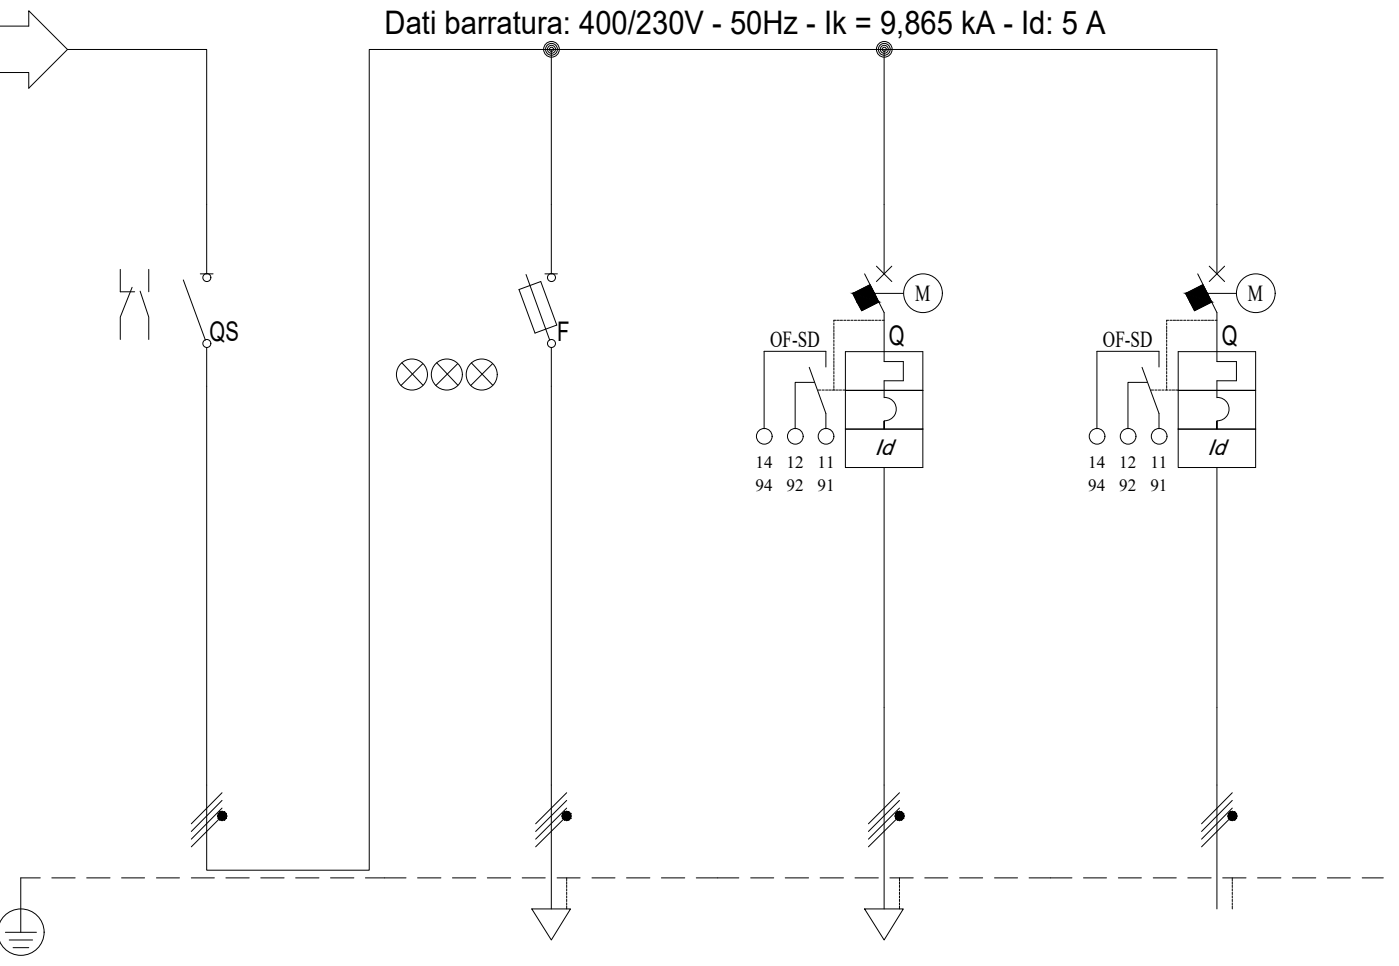 Dati barratura: 400/230V - 50Hz - Ik = 9,865 kA - Id: 5 A
M
M
QS
F
OF-SD
Q
OF-SD
Q
Id
Id
14 12 11
14 12 11
94 92 91
94 92 91